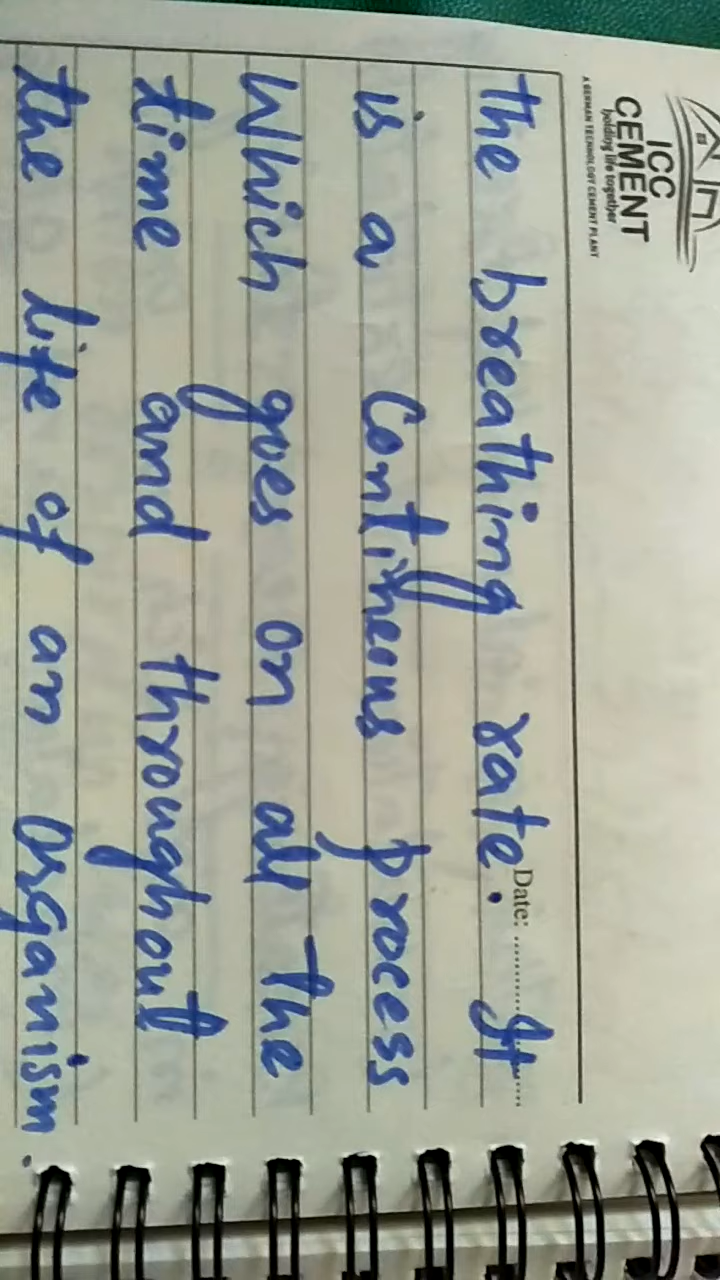 ICC
CEMENT
holding life together
A GERMAN TECHNOLOGY CEMENT PLANT
Date: ..................
the breathing rate. It
is a Contineous process
Which goes on all the
time and throughout
the life of an Organism.